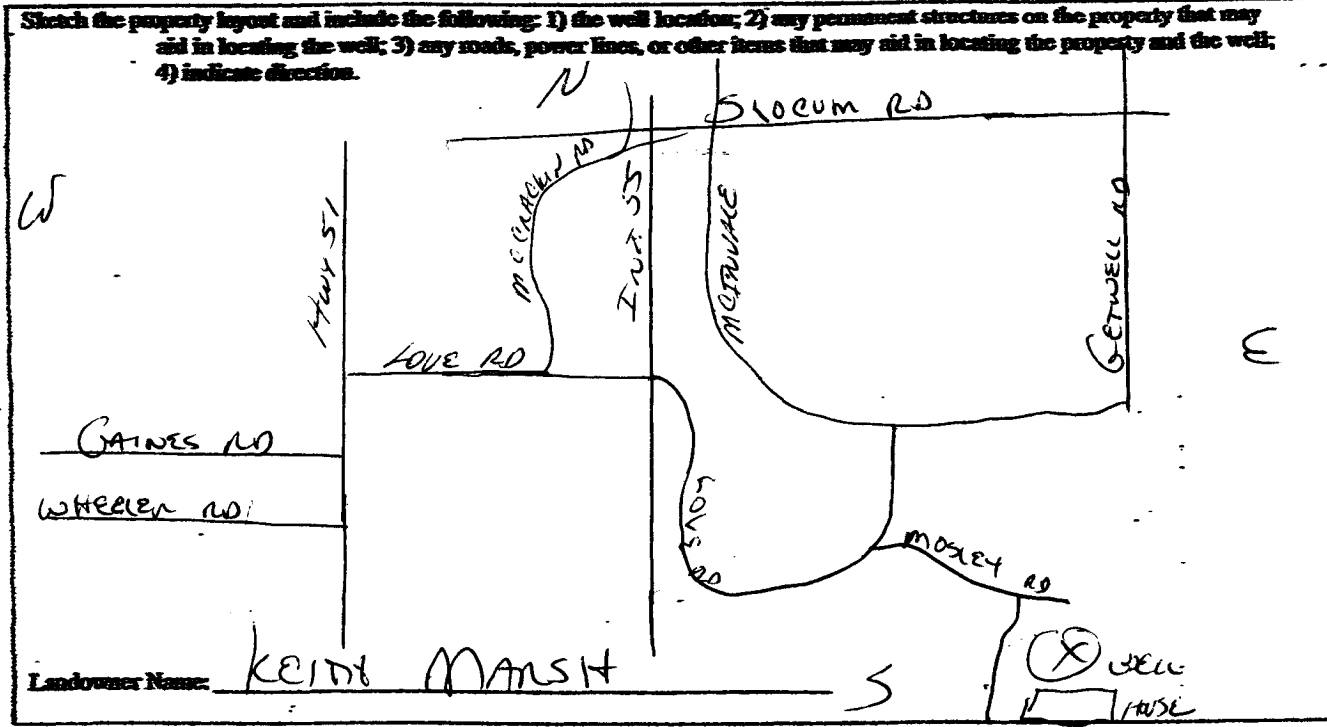 Sketch the property layout and include the following: 1) the well location; 2) any permanent structures on the property that may
aid in locating the well; 3) any roads, power lines, or other items that may aid in locating the property and the well;
4) indicate direction.
N
SLOCUM RD
MCCRACKIN RD
W
HWY 51
INT. 55
MCINVALE
GETWELL RD
E
LOVE RD
GAINES RD
WHEELER RD
LOVE RD
MOSLEY RD
WELL
HOUSE
S
Landowner Name: KEITH MARSH